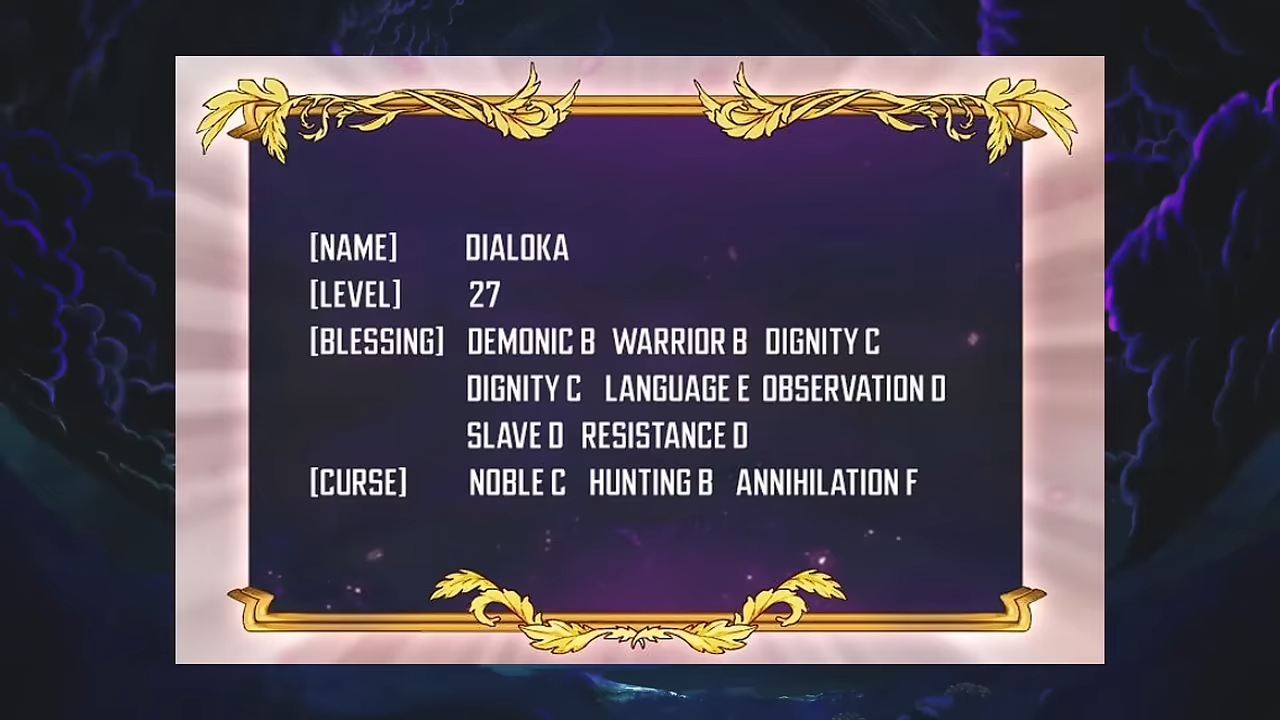 [NAME] DIALOKA
[LEVEL] 27
[BLESSING] DEMONIC B WARRIOR B DIGNITY C
DIGNITY C LANGUAGE E OBSERVATION D
SLAVE D RESISTANCE D
[CURSE] NOBLE C HUNTING B ANNIHILATION F